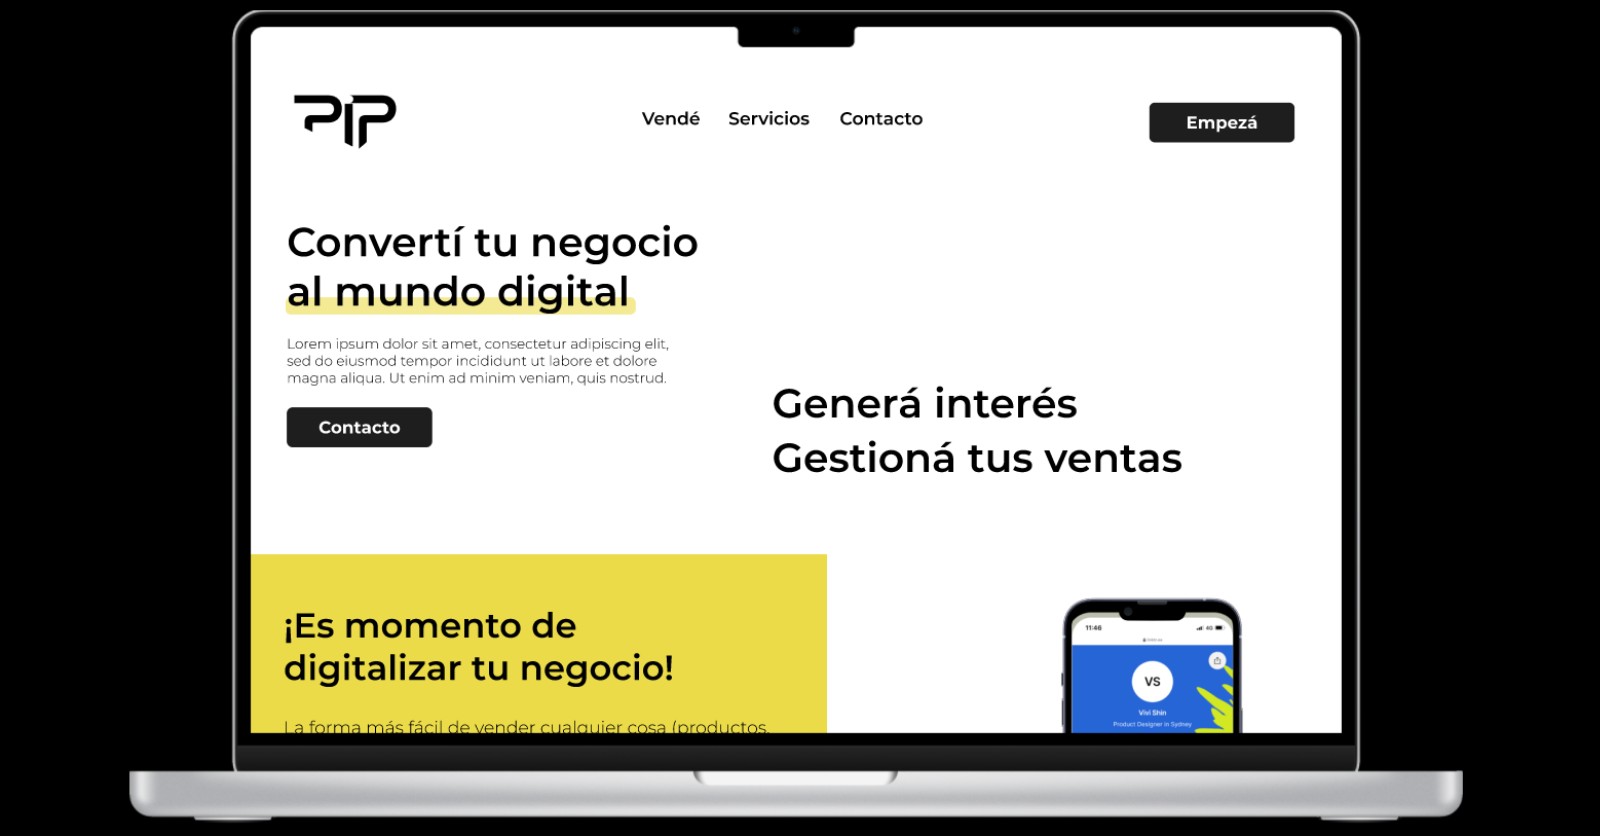 PIP
Vendé
Servicios
Contacto
Empezá
Convertí tu negocio
al mundo digital
Lorem ipsum dolor sit amet, consectetur adipiscing elit,
sed do eiusmod tempor incididunt ut labore et dolore
magna aliqua. Ut enim ad minim veniam, quis nostrud.
Contacto
Generá interés
Gestioná tus ventas
¡Es momento de
digitalizar tu negocio!
La forma más fácil de vender cualquier cosa (productos,
11:46
4G
VS
Vivi Shin
Product Designer in Sydney